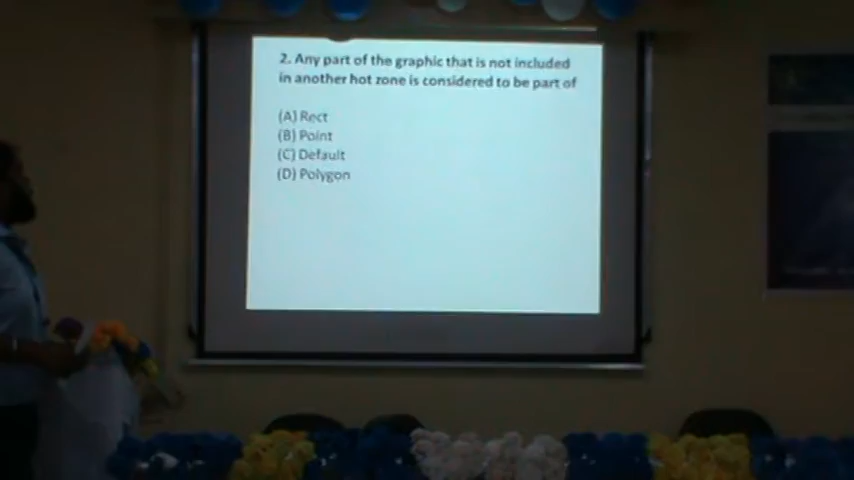 2. Any part of the graphic that is not included
in another hot zone is considered to be part of
(A) Rect
(B) Point
(C) Default
(D) Polygon